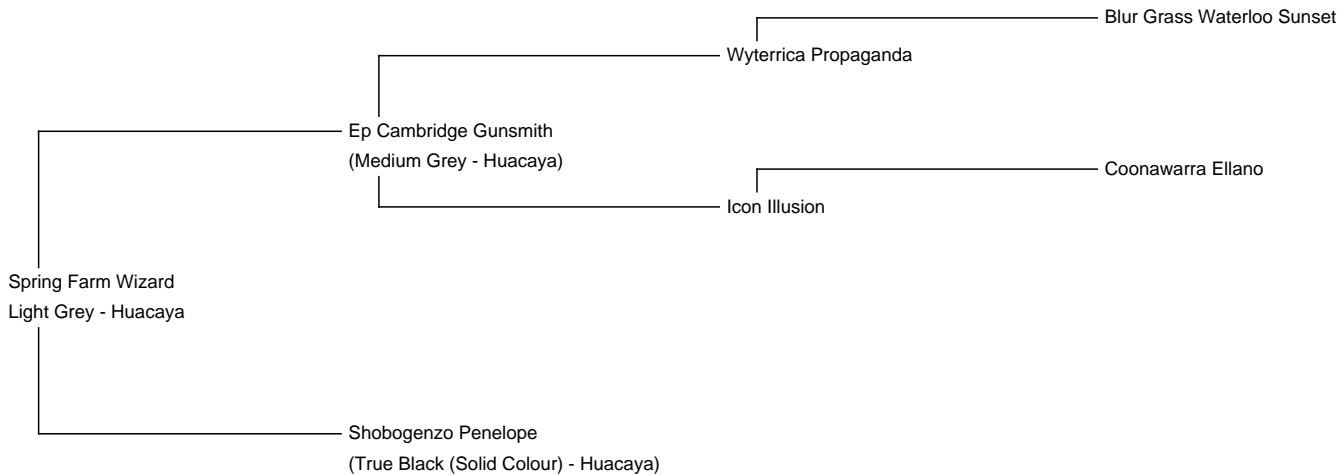 Blur Grass Waterloo Sunset
Wyterrica Propaganda
Ep Cambridge Gunsmith
(Medium Grey - Huacaya)
Coonawarra Ellano
Icon Illusion
Spring Farm Wizard
Light Grey - Huacaya
Shobogenzo Penelope
(True Black (Solid Colour) - Huacaya)